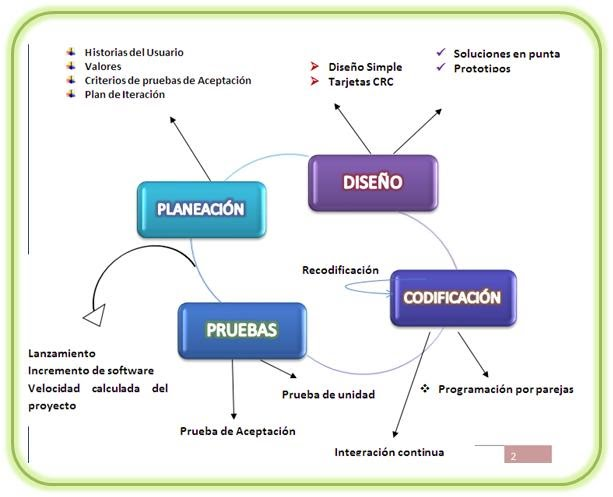 Historias del Usuario
Valores
Criterios de pruebas de Aceptación
Plan de Iteración
Diseño Simple
Tarjetas CRC
Soluciones en punta
Prototipos
DISEÑO
PLANEACIÓN
Recodificación
CODIFICACIÓN
PRUEBAS
Lanzamiento
Incremento de software
Velocidad calculada del
proyecto
Prueba de unidad
Programación por parejas
Prueba de Aceptación
Integración continua
2